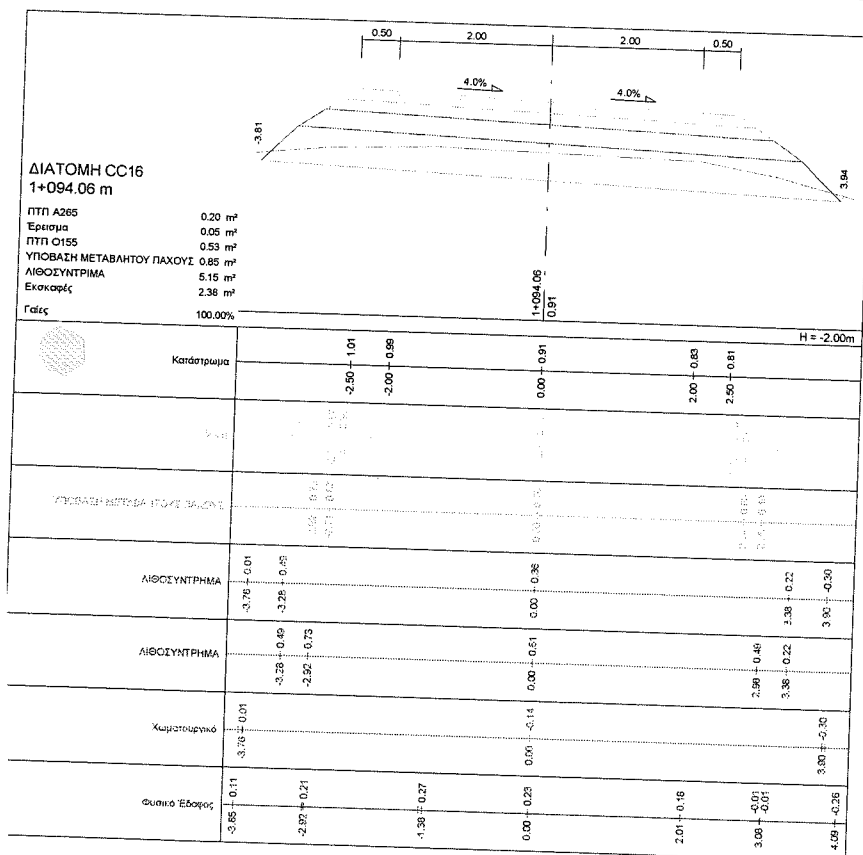 0.50 2.00 2.00 0.50
4.0% 4.0%
-3.81
3.94
ΔΙΑΤΟΜΗ CC16
1+094.06 m
ΠΤΠ Α265 0.20 m²
Έρεισμα 0.05 m²
ΠΤΠ Ο155 0.53 m²
ΥΠΟΒΑΣΗ ΜΕΤΑΒΛΗΤΟΥ ΠΑΧΟΥΣ 0.85 m²
ΛΙΘΟΣΥΝΤΡΙΜΑ 5.15 m²
Εκσκαφές 2.38 m²
Γαίες 100.00%
1+094.06
0.91
H = -2.00m
Κατάστρωμα
-2.50 1.01
-2.00 0.99
0.00 0.91
2.00 0.83
2.50 0.81
ΛΙΘΟΣΥΝΤΡΗΜΑ
-3.76 0.01
-3.28 0.49
0.00 0.36
3.38 0.22
3.90 -0.30
ΛΙΘΟΣΥΝΤΡΗΜΑ
-3.28 0.49
-2.92 0.73
0.00 0.61
2.98 0.49
3.38 0.22
Χωματουργικό
-3.76 0.01
0.00 -0.14
3.90 -0.30
Φυσικό Έδαφος
-3.65 0.11
-2.92 0.21
-1.38 0.27
0.00 0.23
2.01 0.16
3.08 -0.01
-0.01
4.09 -0.26